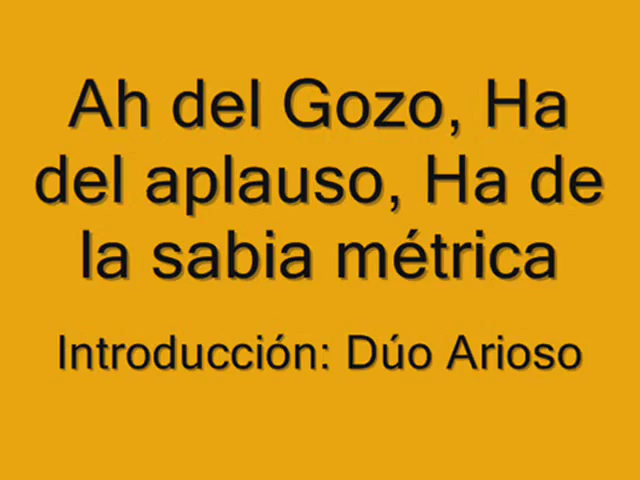 Ah del Gozo, Ha
del aplauso, Ha de
la sabia métrica
Introducción: Dúo Arioso